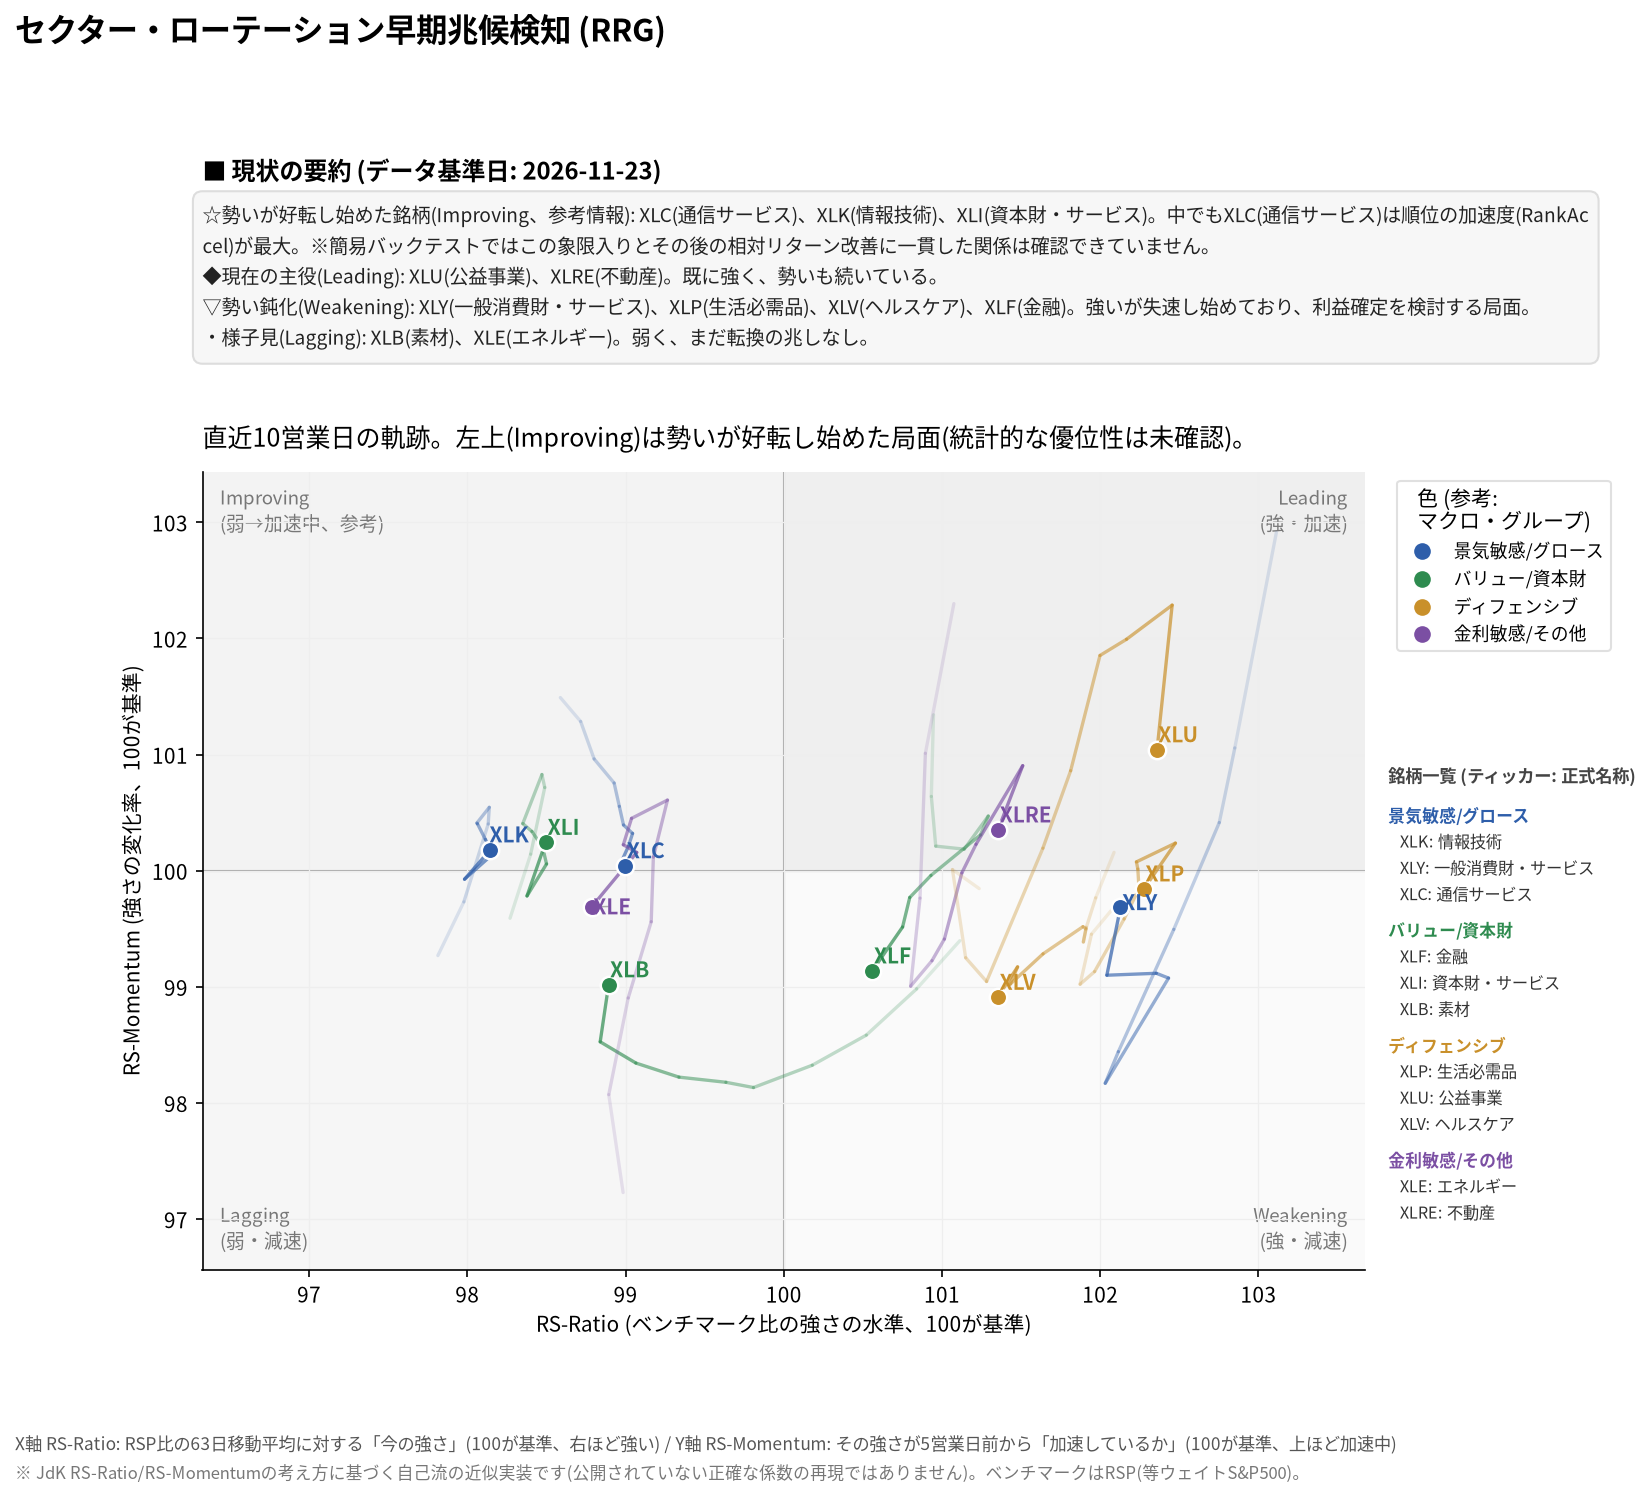 セクター・ローテーション早期兆候検知 (RRG)
■ 現状の要約 (データ基準日: 2026-11-23)
☆勢いが好転し始めた銘柄(Improving、参考情報): XLC(通信サービス)、XLK(情報技術)、XLI(資本財・サービス)。中でもXLC(通信サービス)は順位の加速度(RankAc
cel)が最大。※簡易バックテストではこの象限入りとその後の相対リターン改善に一貫した関係は確認できていません。
◆現在の主役(Leading): XLU(公益事業)、XLRE(不動産)。既に強く、勢いも続いている。
▽勢い鈍化(Weakening): XLY(一般消費財・サービス)、XLP(生活必需品)、XLV(ヘルスケア)、XLF(金融)。強いが失速し始めており、利益確定を検討する局面。
・様子見(Lagging): XLB(素材)、XLE(エネルギー)。弱く、まだ転換の兆しなし。
直近10営業日の軌跡。左上(Improving)は勢いが好転し始めた局面(統計的な優位性は未確認)。
Improving
(弱→加速中、参考)
Leading
(強・加速)
103
102
101
100
99
98
97
RS-Momentum (強さの変化率、100が基準)
XLU
XLRE
XLK
XLI
XLC
XLP
XLE
XLY
XLF
XLB
XLV
Lagging
(弱・減速)
Weakening
(強・減速)
97
98
99
100
101
102
103
RS-Ratio (ベンチマーク比の強さの水準、100が基準)
色 (参考:
マクロ・グループ)
景気敏感/グロース
バリュー/資本財
ディフェンシブ
金利敏感/その他
銘柄一覧 (ティッカー: 正式名称)
景気敏感/グロース
XLK: 情報技術
XLY: 一般消費財・サービス
XLC: 通信サービス
バリュー/資本財
XLF: 金融
XLI: 資本財・サービス
XLB: 素材
ディフェンシブ
XLP: 生活必需品
XLU: 公益事業
XLV: ヘルスケア
金利敏感/その他
XLE: エネルギー
XLRE: 不動産
X軸 RS-Ratio: RSP比の63日移動平均に対する「今の強さ」(100が基準、右ほど強い) / Y軸 RS-Momentum: その強さが5営業日前から「加速しているか」(100が基準、上ほど加速中)
※ JdK RS-Ratio/RS-Momentumの考え方に基づく自己流の近似実装です(公開されていない正確な係数の再現ではありません)。ベンチマークはRSP(等ウェイトS&P500)。